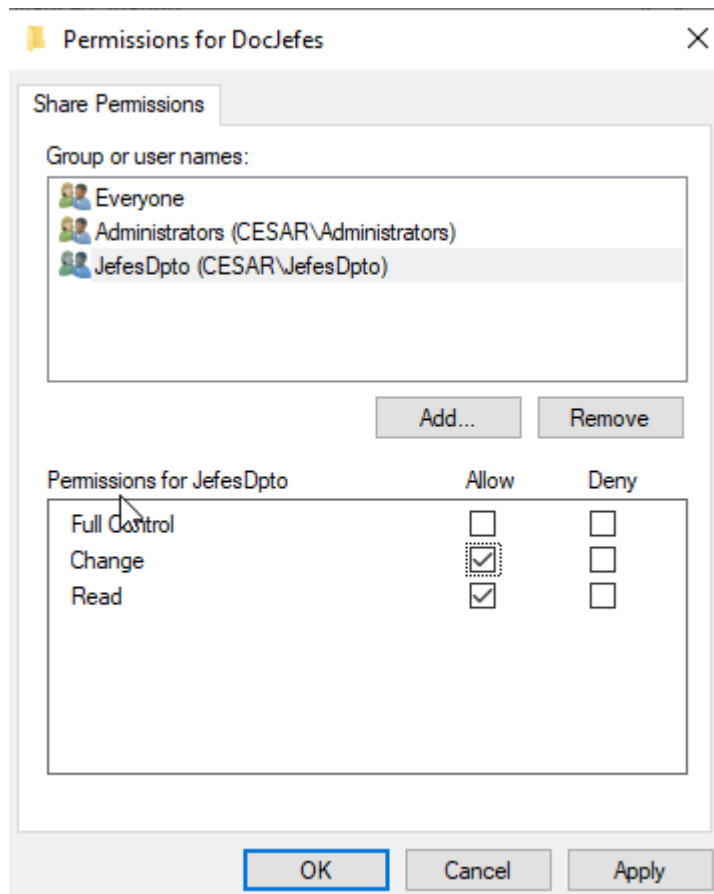 Permissions for DocJefes
Share Permissions
Group or user names:
Everyone
Administrators (CESAR\Administrators)
JefesDpto (CESAR\JefesDpto)
Add... Remove
Permissions for JefesDpto Allow Deny
Full Control
Change
Read
OK Cancel Apply